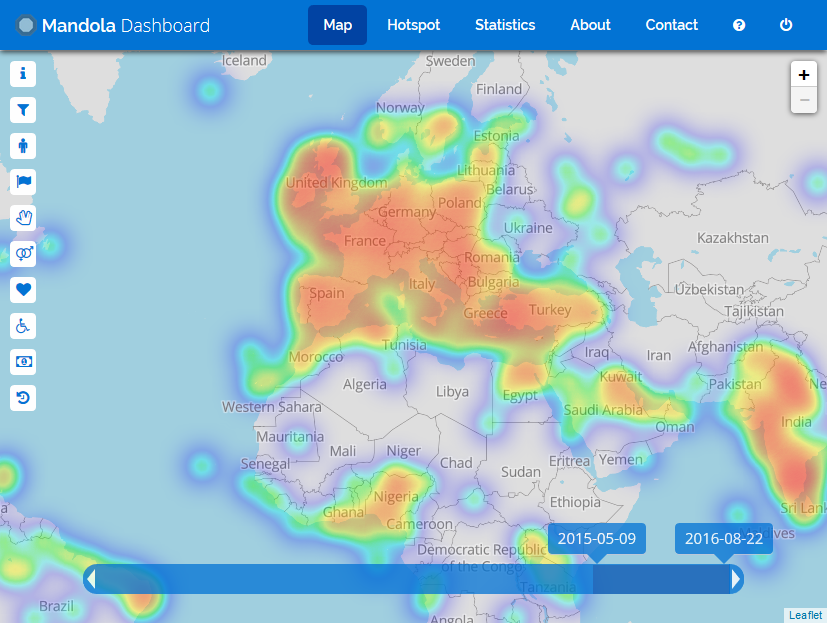 Mandola Dashboard
Map
Hotspot
Statistics
About
Contact
Iceland
Sweden
Finland
Norway
Estonia
Lithuania
United Kingdom
Belarus
Poland
Germany
Ukraine
France
Kazakhstan
Romania
Italy
Bulgaria
Spain
Uzbekistan
Greece
Turkey
Tajikistan
Tunisia
Afghanistan
Morocco
Iraq
Iran
Kuwait
Algeria
Libya
Egypt
Pakistan
Ne
Western Sahara
Saudi Arabia
India
Oman
Mauritania
Mali
Niger
Chad
Senegal
Eritrea
Yemen
Sudan
Nigeria
Ethiopia
Ghana
Sri Lank
Cameroon
a
Maldives
2015-05-09
2016-08-22
Democratic Republic
of the Congo
Tanzania
Brazil
Angola
Leaflet